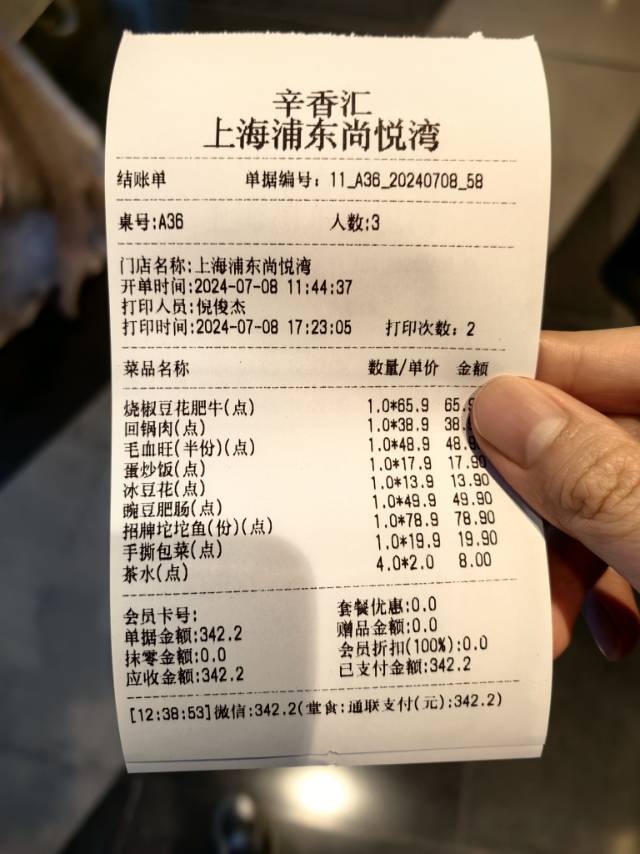 辛香汇
上海浦东尚悦湾
结账单 单据编号: 11_A36_20240708_58
桌号:A36 人数:3
门店名称:上海浦东尚悦湾
开单时间:2024-07-08 11:44:37
打印人员:倪俊杰
打印时间:2024-07-08 17:23:05 打印次数: 2
菜品名称 数量/单价 金额
烧椒豆花肥牛(点) 1.0*65.9 65.9
回锅肉(点) 1.0*38.9 38.9
毛血旺(半份)(点) 1.0*48.9 48.9
蛋炒饭(点) 1.0*17.9 17.90
冰豆花(点) 1.0*13.9 13.90
豌豆肥肠(点) 1.0*49.9 49.90
招牌坨坨鱼(份)(点) 1.0*78.9 78.90
手撕包菜(点) 1.0*19.9 19.90
茶水(点) 4.0*2.0 8.00
会员卡号: 套餐优惠:0.0
单据金额:342.2 赠品金额:0.0
抹零金额:0.0 会员折扣(100%):0.0
应收金额:342.2 已支付金额:342.2
[12:38:53]微信:342.2(堂食:通联支付(元):342.2)